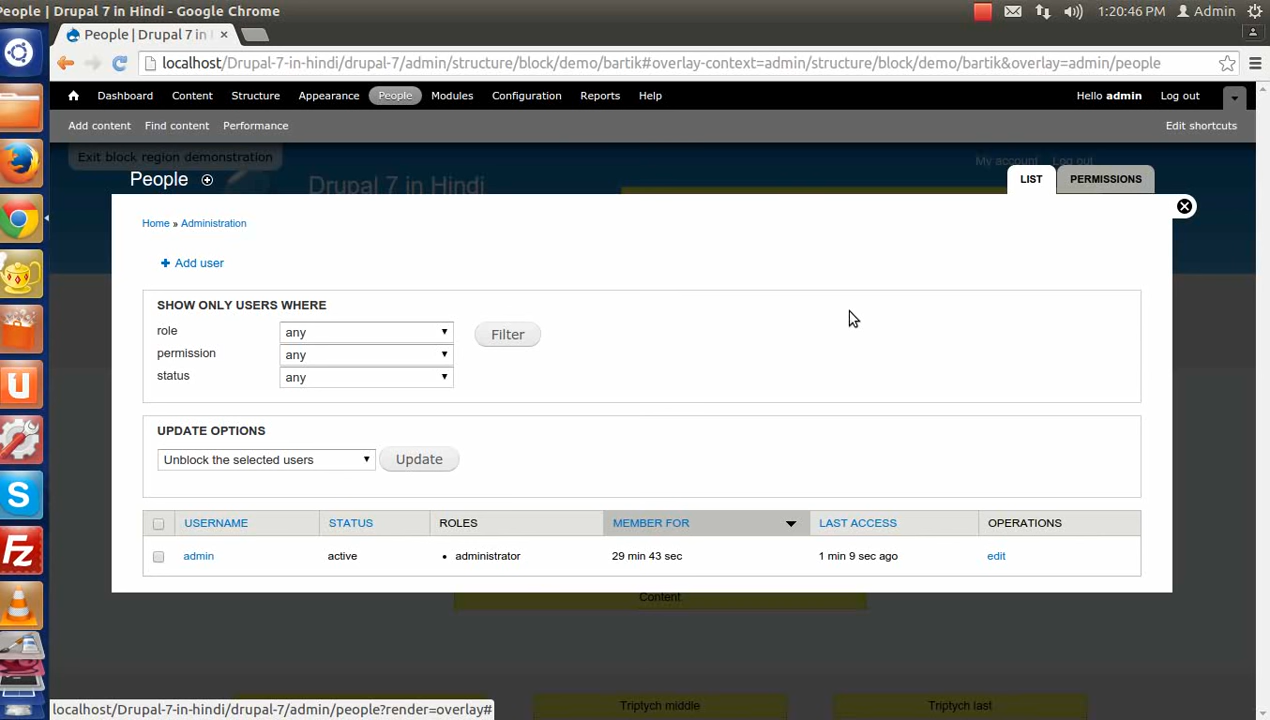 People | Drupal 7 in Hindi - Google Chrome
1:20:46 PM Admin
People | Drupal 7 in
localhost/Drupal-7-in-hindi/drupal-7/admin/structure/block/demo/bartik#overlay-context=admin/structure/block/demo/bartik&overlay=admin/people
Dashboard Content Structure Appearance People Modules Configuration Reports Help Hello admin Log out
Add content Find content Performance Edit shortcuts
Exit block region demonstration My account Log out
People LIST PERMISSIONS
Drupal 7 in Hindi
Home » Administration
Add user
SHOW ONLY USERS WHERE
role any Filter
permission any
status any
UPDATE OPTIONS
Unblock the selected users Update
USERNAME STATUS ROLES MEMBER FOR LAST ACCESS OPERATIONS
admin active • administrator 29 min 43 sec 1 min 9 sec ago edit
Content
Triptych middle Triptych last
localhost/Drupal-7-in-hindi/drupal-7/admin/people?render=overlay#